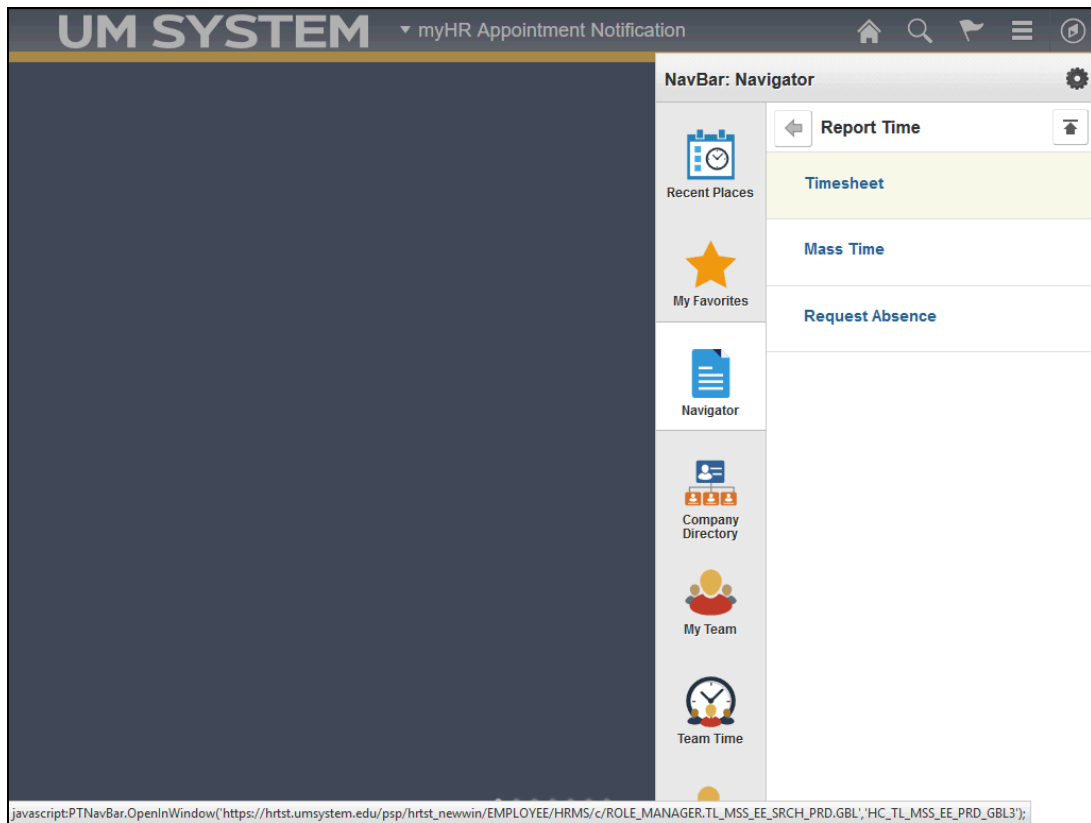 UM SYSTEM
myHR Appointment Notification
NavBar: Navigator
Recent Places
My Favorites
Navigator
Company
Directory
My Team
Team Time
Report Time
Timesheet
Mass Time
Request Absence
javascript:PTNavBar.OpenInWindow('https://hrtst.umsystem.edu/psp/hrtst_newwin/EMPLOYEE/HRMS/c/ROLE_MANAGER.TL_MSS_EE_SRCH_PRD.GBL','HC_TL_MSS_EE_PRD_GBL3');